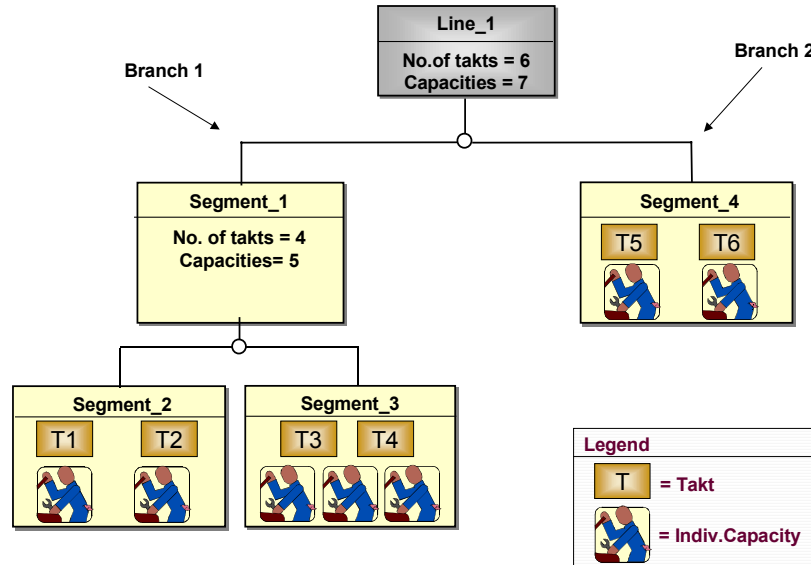 Line_1
No.of takts = 6
Capacities = 7
Branch 1
Branch 2
Segment_1
No. of takts = 4
Capacities= 5
Segment_4
T5
T6
Segment_2
T1
T2
Segment_3
T3
T4
Legend
T
= Takt
= Indiv.Capacity